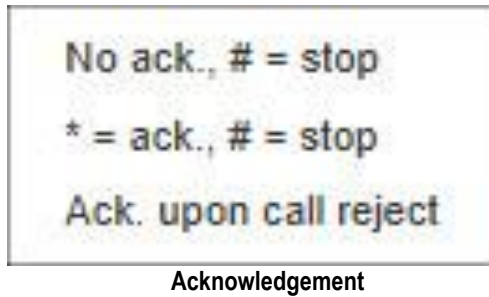 No ack., # = stop
* = ack., # = stop
Ack. upon call reject
Acknowledgement